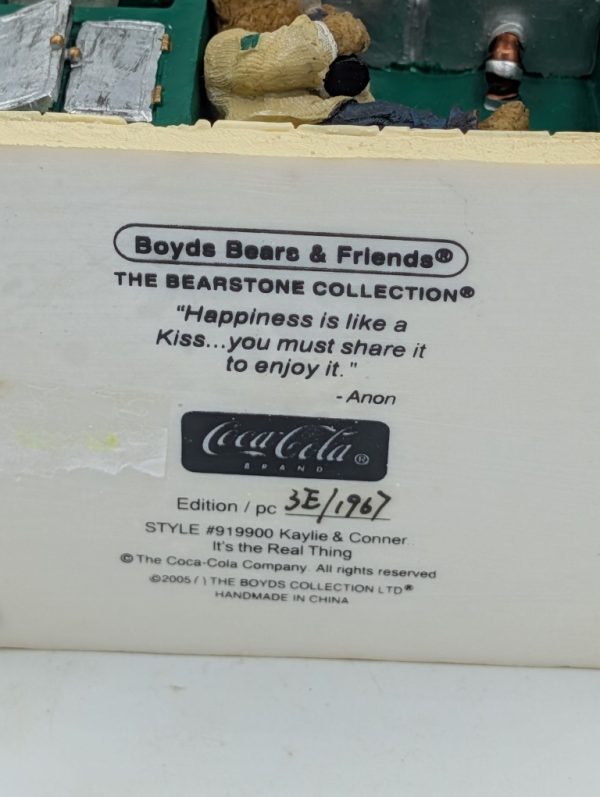 Boyds Bears & Friends®
THE BEARSTONE COLLECTION®
"Happiness is like a
Kiss...you must share it
to enjoy it."
- Anon
Coca-Cola ®
BRAND
Edition / pc 3E/1967
STYLE #919900 Kaylie & Conner..
It's the Real Thing
© The Coca-Cola Company. All rights reserved
©2005 ( ) THE BOYDS COLLECTION LTD®
HANDMADE IN CHINA